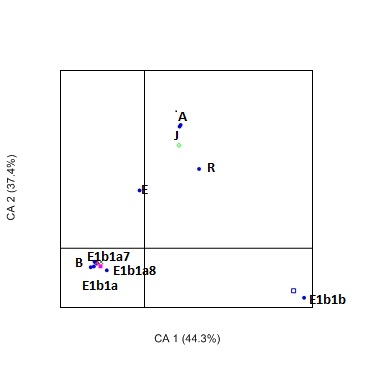 A
J
R
E
E1b1a7
B
E1b1a8
E1b1a
E1b1b
CA 2 (37.4%)
CA 1 (44.3%)